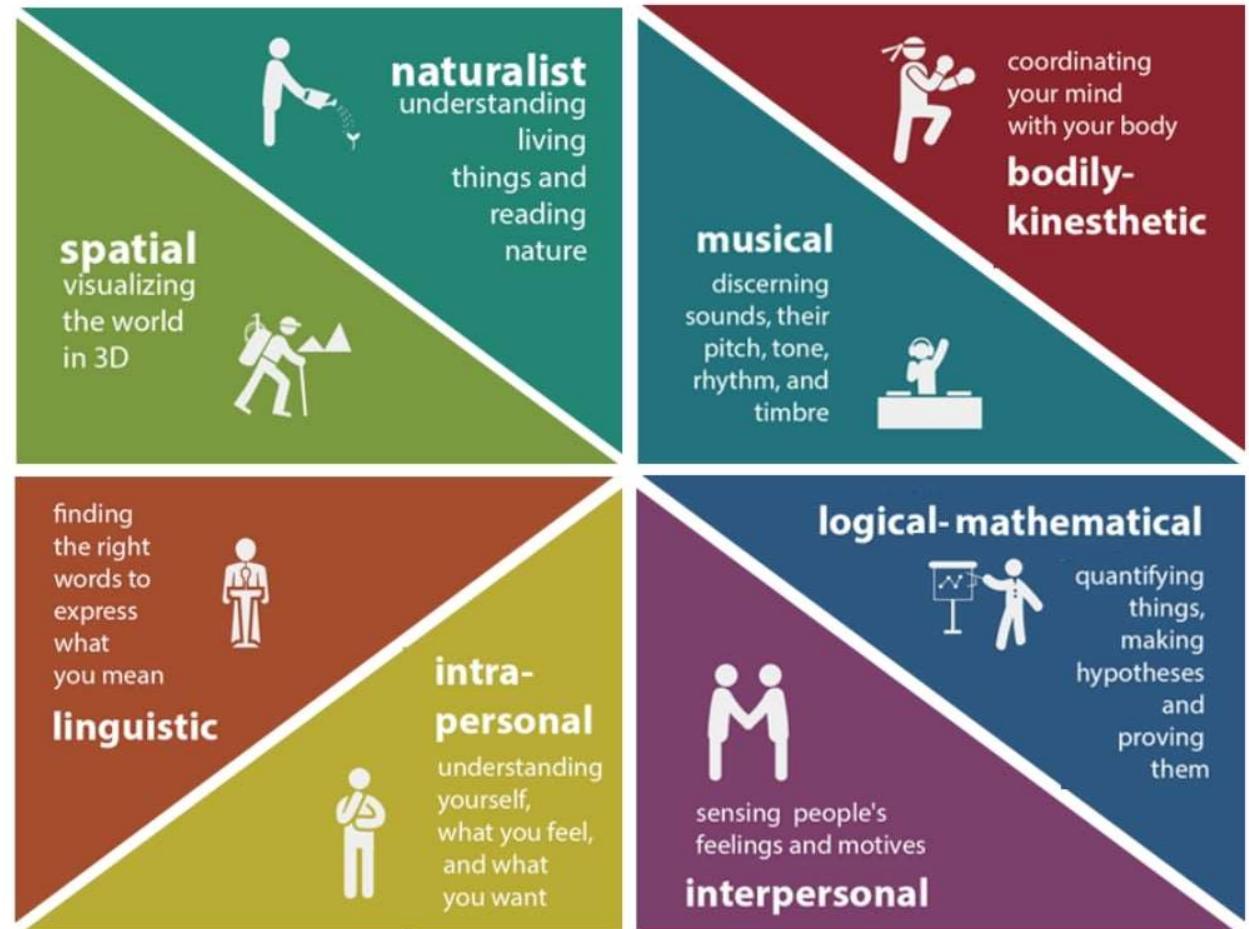 naturalist
understanding
living
things and
reading
nature
spatial
visualizing
the world
in 3D
coordinating
your mind
with your body
bodily-
kinesthetic
musical
discerning
sounds, their
pitch, tone,
rhythm, and
timbre
finding
the right
words to
express
what
you mean
linguistic
intra-
personal
understanding
yourself,
what you feel,
and what
you want
logical-mathematical
quantifying
things,
making
hypotheses
and
proving
them
sensing people's
feelings and motives
interpersonal